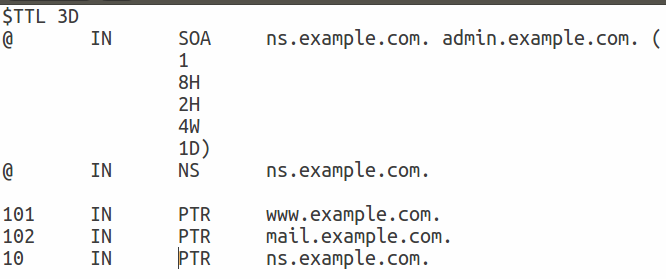 $TTL 3D
@ IN SOA ns.example.com. admin.example.com. (
1
8H
2H
4W
1D)
@ IN NS ns.example.com.
101 IN PTR www.example.com.
102 IN PTR mail.example.com.
10 IN PTR ns.example.com.